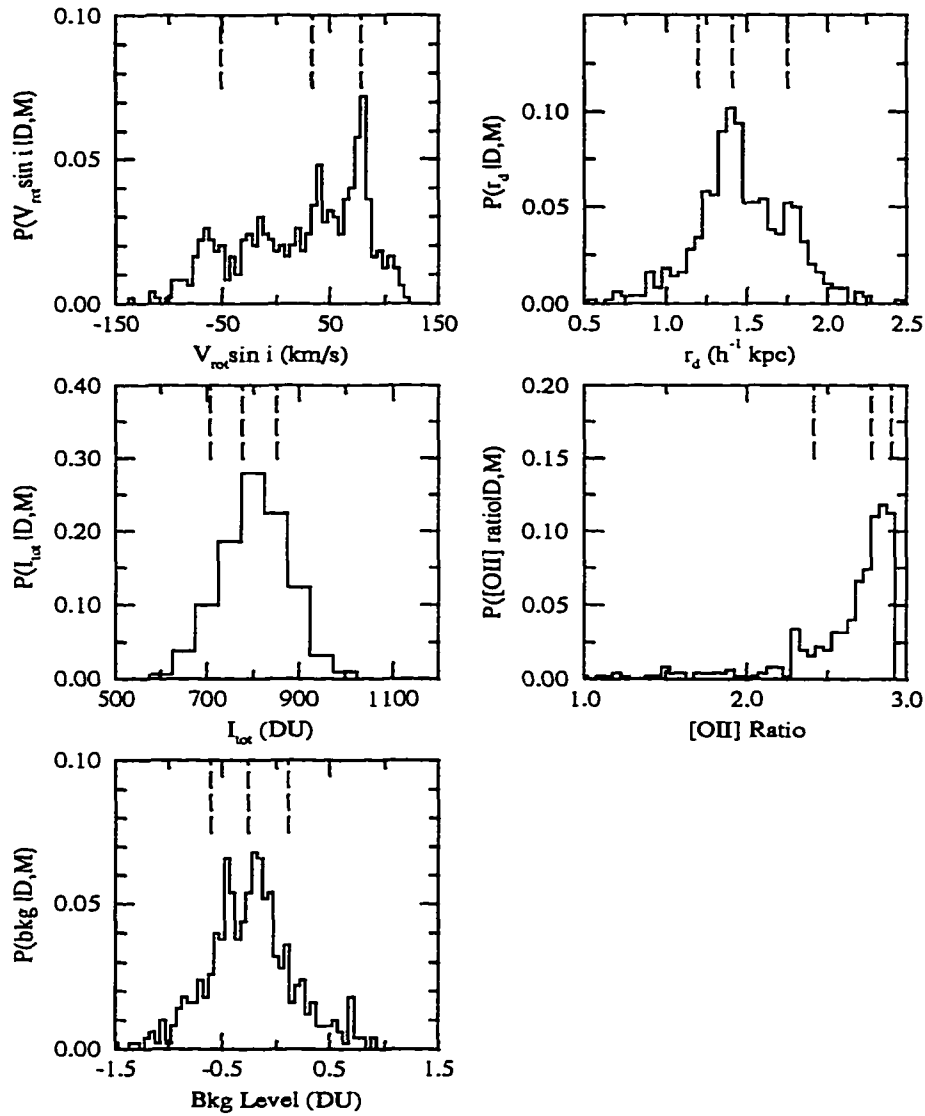 0.10
0.05
0.00
P(V_rot sin i |D,M)
-150 -50 50 150
V_rot sin i (km/s)
0.10
0.05
0.00
P(r_d |D,M)
0.5 1.0 1.5 2.0 2.5
r_d (h⁻¹ kpc)
0.40
0.30
0.20
0.10
0.00
P(I_tot |D,M)
500 700 900 1100
I_tot (DU)
0.20
0.15
0.10
0.05
0.00
P([OII] ratio|D,M)
1.0 2.0 3.0
[OII] Ratio
0.10
0.05
0.00
P(bkg |D,M)
-1.5 -0.5 0.5 1.5
Bkg Level (DU)